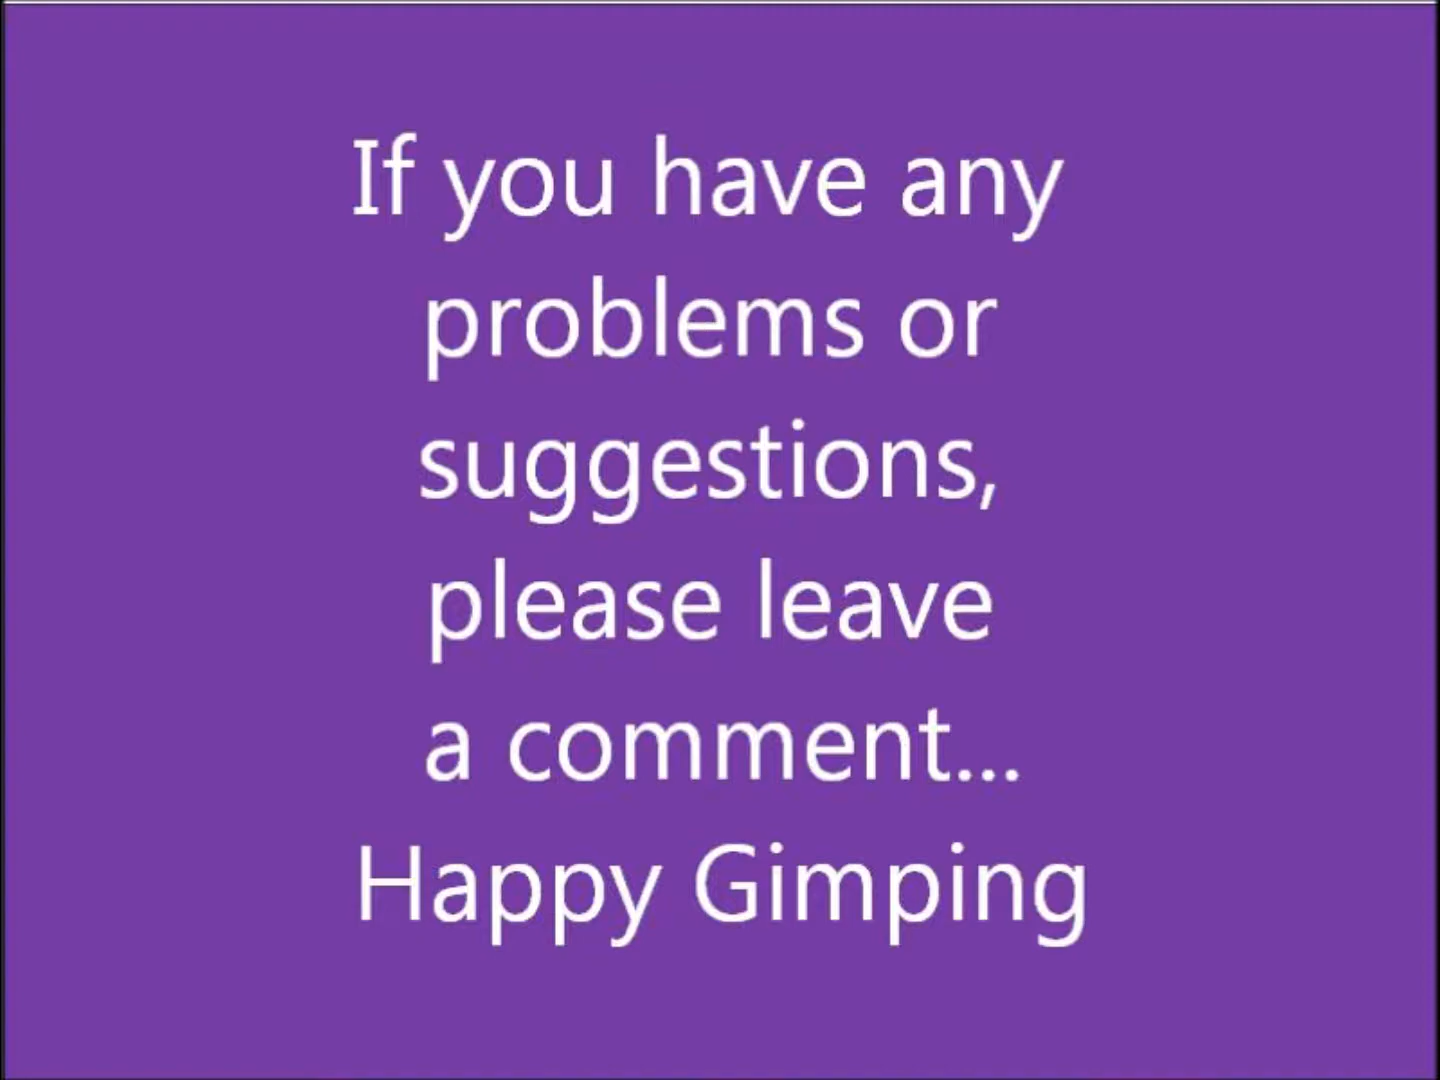 If you have any
problems or
suggestions,
please leave
a comment...
Happy Gimping